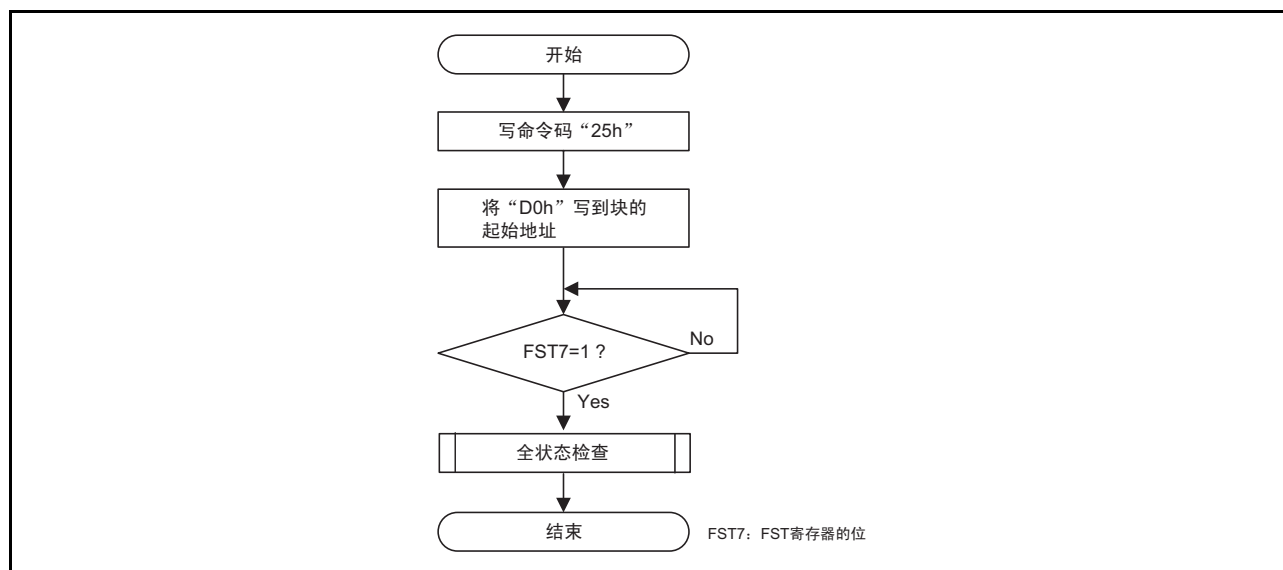 开始
写命令码“25h”
将“D0h”写到块的
起始地址
FST7=1？
No
Yes
全状态检查
结束
FST7：FST寄存器的位